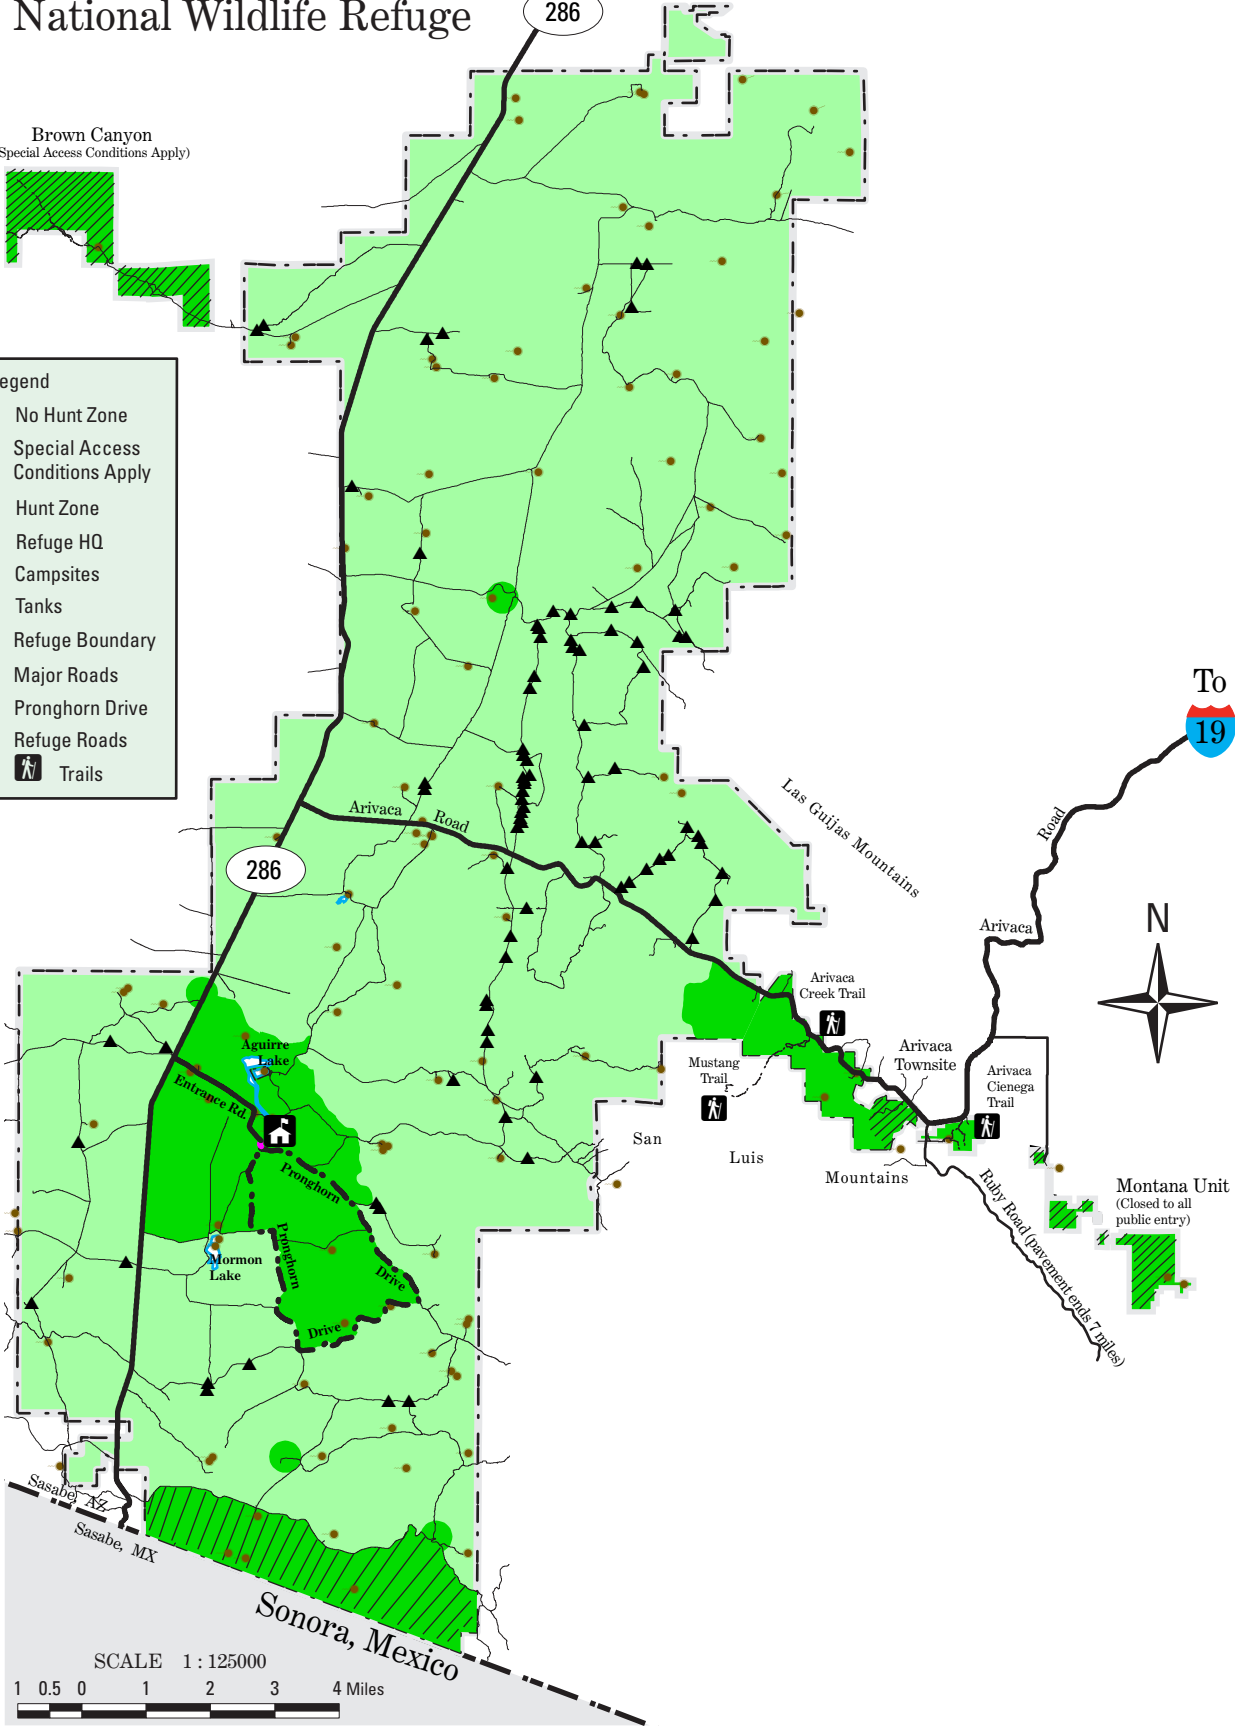 National Wildlife Refuge
286
Brown Canyon
Special Access Conditions Apply)
egend
No Hunt Zone
Special Access
Conditions Apply
Hunt Zone
Refuge HQ
Campsites
Tanks
Refuge Boundary
Major Roads
Pronghorn Drive
Refuge Roads
Trails
To
19
Las Guijas Mountains
Road
Arivaca
Arivaca Road
286
N
Arivaca
Creek Trail
Mustang
Trail
Arivaca
Townsite
Arivaca
Cienega
Trail
Aguirre
Lake
Entrance Rd.
San Luis Mountains
Pronghorn Drive
Pronghorn Drive
Mormon
Lake
Ruby Road (pavement ends 7 miles)
Montana Unit
(Closed to all
public entry)
Sasabe, AZ
Sasabe, MX
Sonora, Mexico
SCALE 1 : 125000
1 0.5 0 1 2 3 4 Miles